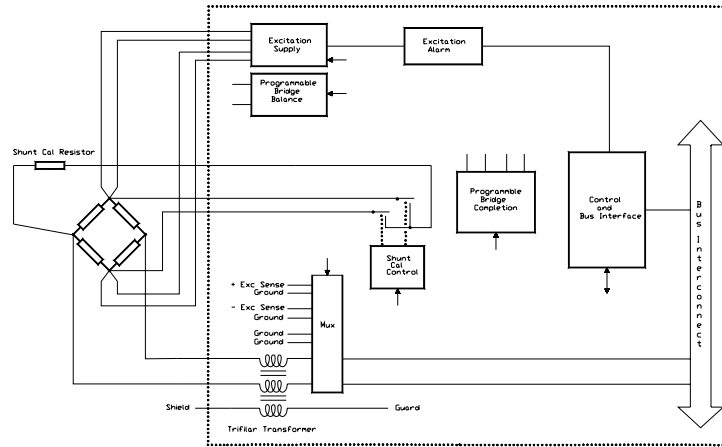 Excitation
Supply
Excitation
Alarm
Programmable
Bridge
Balance
Shunt Cal Resistor
Programmble
Bridge
Completion
Control
and
Bus Interface
Bus Interconnect
Shunt
Cal
Control
+ Exc Sense
Ground
- Exc Sense
Ground
Ground
Ground
Mux
Shield
Guard
Trifilar Transformer